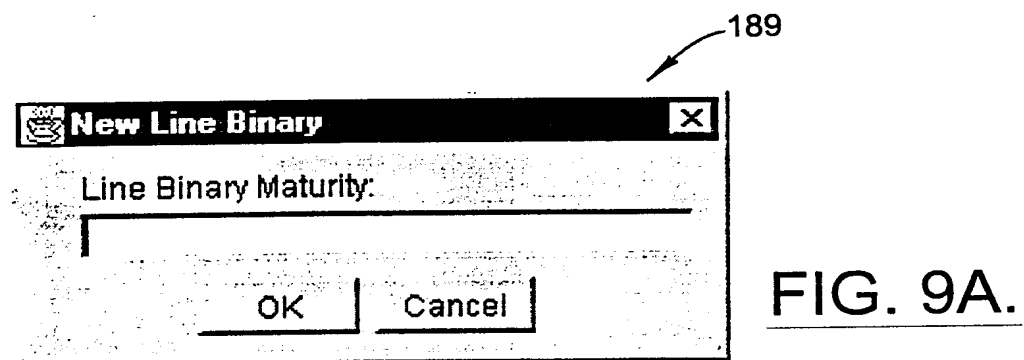 189
New Line Binary
Line Binary Maturity:
OK Cancel
FIG. 9A.